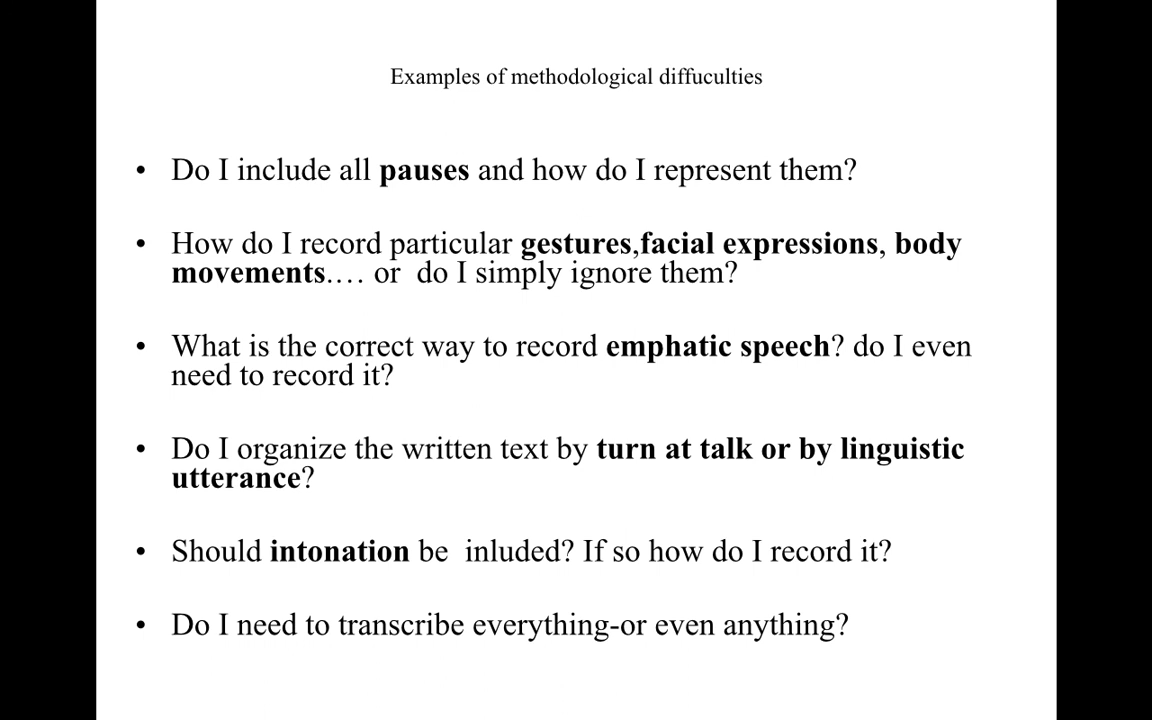 Examples of methodological diffuculties
• Do I include all pauses and how do I represent them?
• How do I record particular gestures,facial expressions, body
movements.… or  do I simply ignore them?
• What is the correct way to record emphatic speech? do I even
need to record it?
• Do I organize the written text by turn at talk or by linguistic
utterance?
• Should intonation be  inluded? If so how do I record it?
• Do I need to transcribe everything-or even anything?